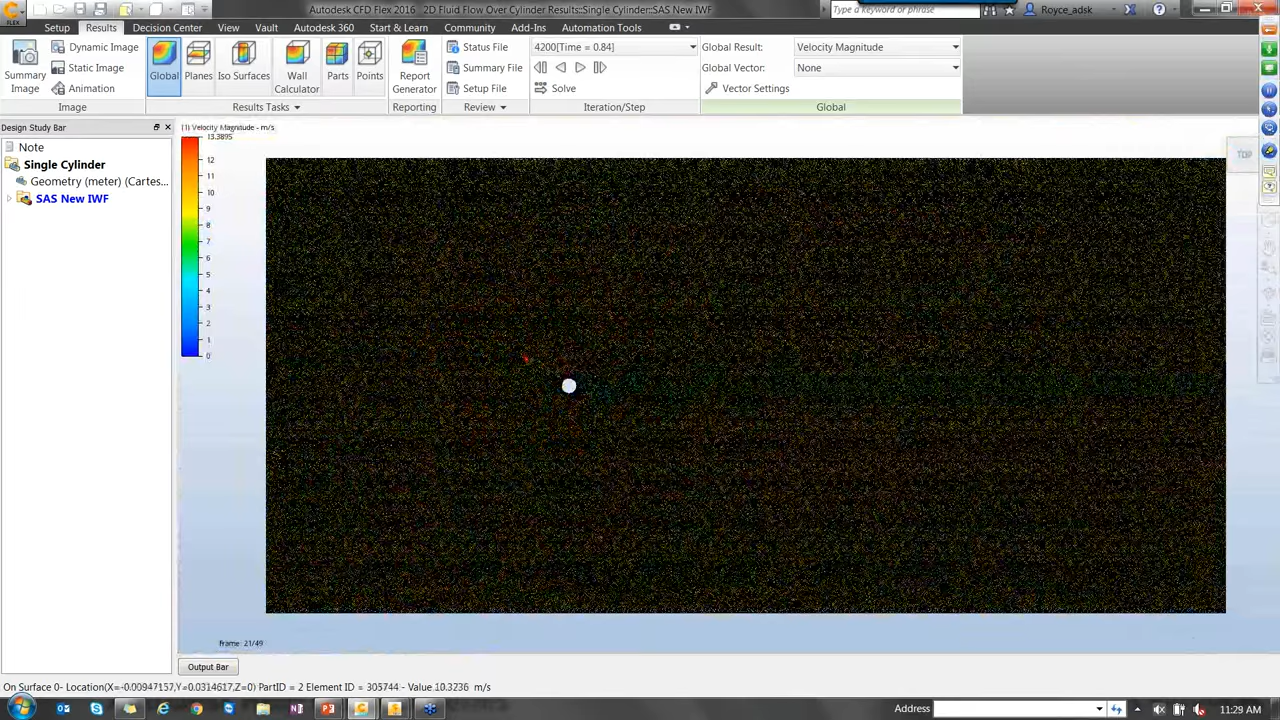 Autodesk CFD Flex 2016 2D Fluid Flow Over Cylinder Results::Single Cylinder::SAS New IWF
Type a keyword or phrase
Royce_adsk
FLEX
Setup Results Decision Center View Vault Autodesk 360 Start & Learn Community Add-Ins Automation Tools
Summary Image
Dynamic Image
Static Image
Animation
Image
Global
Planes
Iso Surfaces
Wall Calculator
Parts
Points
Results Tasks
Report Generator
Reporting
Status File
Summary File
Setup File
Review
4200[Time = 0.84]
Solve
Iteration/Step
Global Result: Velocity Magnitude
Global Vector: None
Vector Settings
Global
Design Study Bar
Note
Single Cylinder
Geometry (meter) (Cartes...
SAS New IWF
(1) Velocity Magnitude - m/s
13.3895
12
11
10
9
8
7
6
5
4
3
2
1
0
TOP
Frame: 21/49
Output Bar
On Surface 0- Location(X=-0.00947157,Y=0.0314617,Z=0) PartID = 2 Element ID = 305744 - Value 10.3236 m/s
Address
11:29 AM